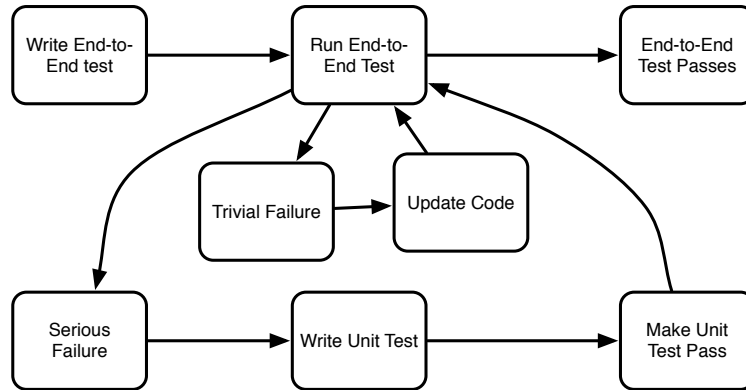 Write End-to-
End test
Run End-to-
End Test
End-to-End
Test Passes
Trivial Failure
Update Code
Serious
Failure
Write Unit Test
Make Unit
Test Pass